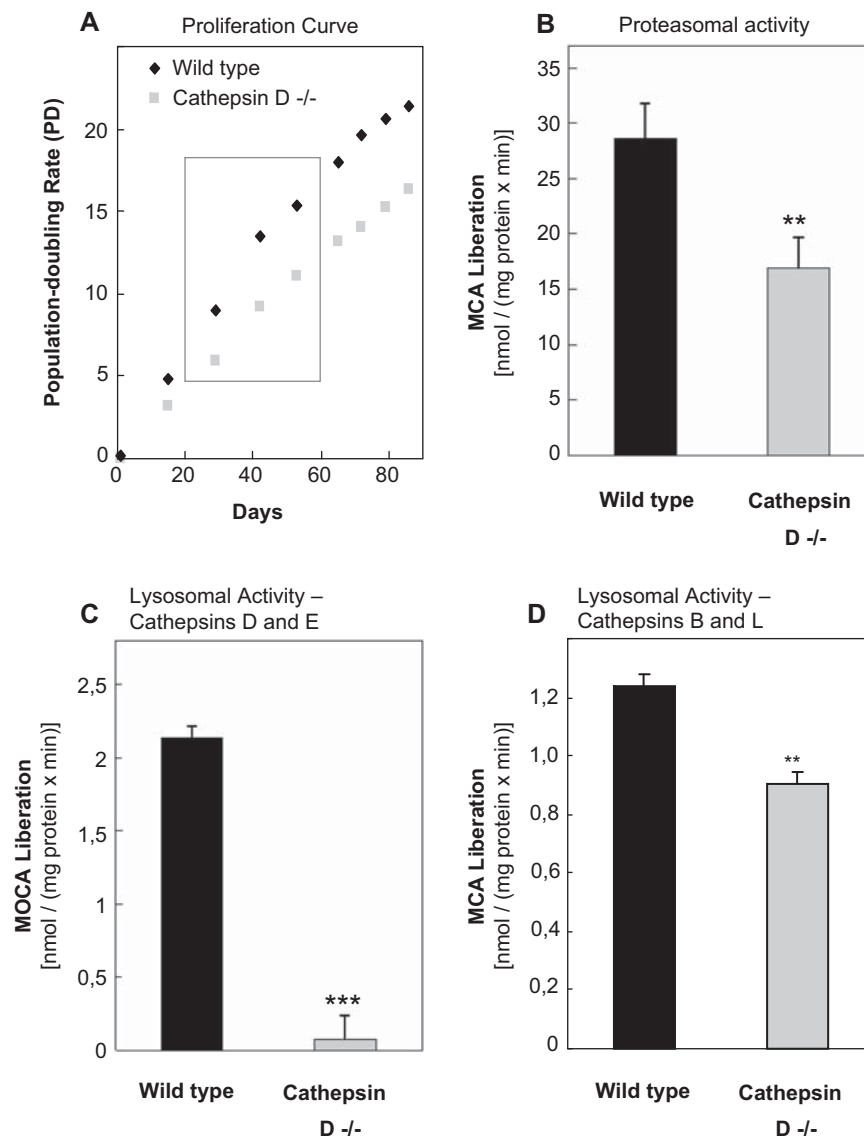 A
Proliferation Curve
Wild type
Cathepsin D -/-
Population-doubling Rate (PD)
20
15
10
5
0
0
20
40
60
80
Days
B
Proteasomal activity
MCA Liberation
[nmol / (mg protein x min)]
35
30
25
20
15
10
5
0
**
Wild type
Cathepsin
D -/-
C
Lysosomal Activity –
Cathepsins D and E
MOCA Liberation
[nmol / (mg protein x min)]
2,5
2
1,5
1
0,5
0
***
Wild type
Cathepsin
D -/-
D
Lysosomal Activity –
Cathepsins B and L
MCA Liberation
[nmol / (mg protein x min)]
1,2
1,0
0,8
0,6
0,4
0,2
0
**
Wild type
Cathepsin
D -/-